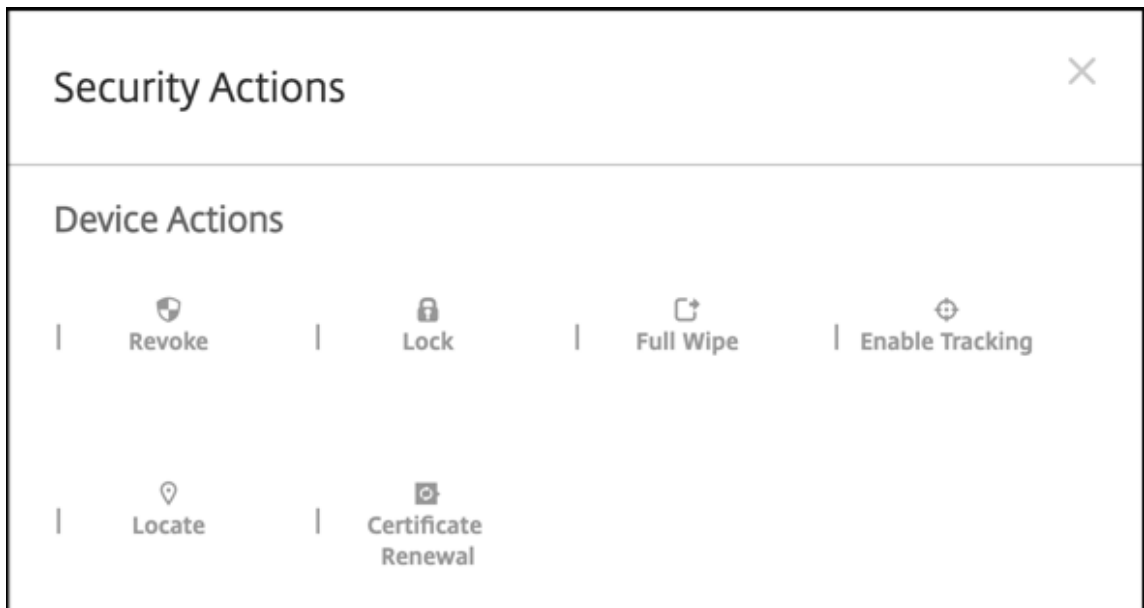 Security Actions
Device Actions
Revoke
Lock
Full Wipe
Enable Tracking
Locate
Certificate
Renewal